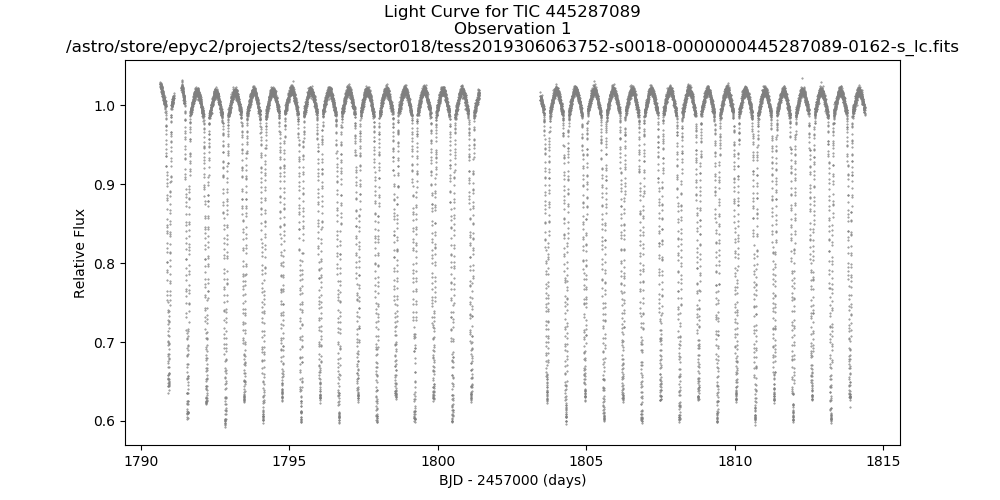 Light Curve for TIC 445287089
Observation 1
/astro/store/epyc2/projects2/tess/sector018/tess2019306063752-s0018-0000000445287089-0162-s_lc.fits
1.0
0.9
0.8
0.7
0.6
Relative Flux
1790 1795 1800 1805 1810 1815
BJD - 2457000 (days)